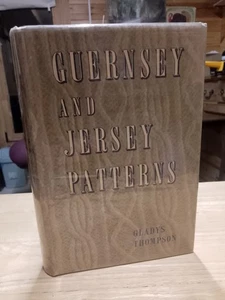 GUERNSEY
AND
JERSEY
PATTERNS
GLADYS
THOMPSON